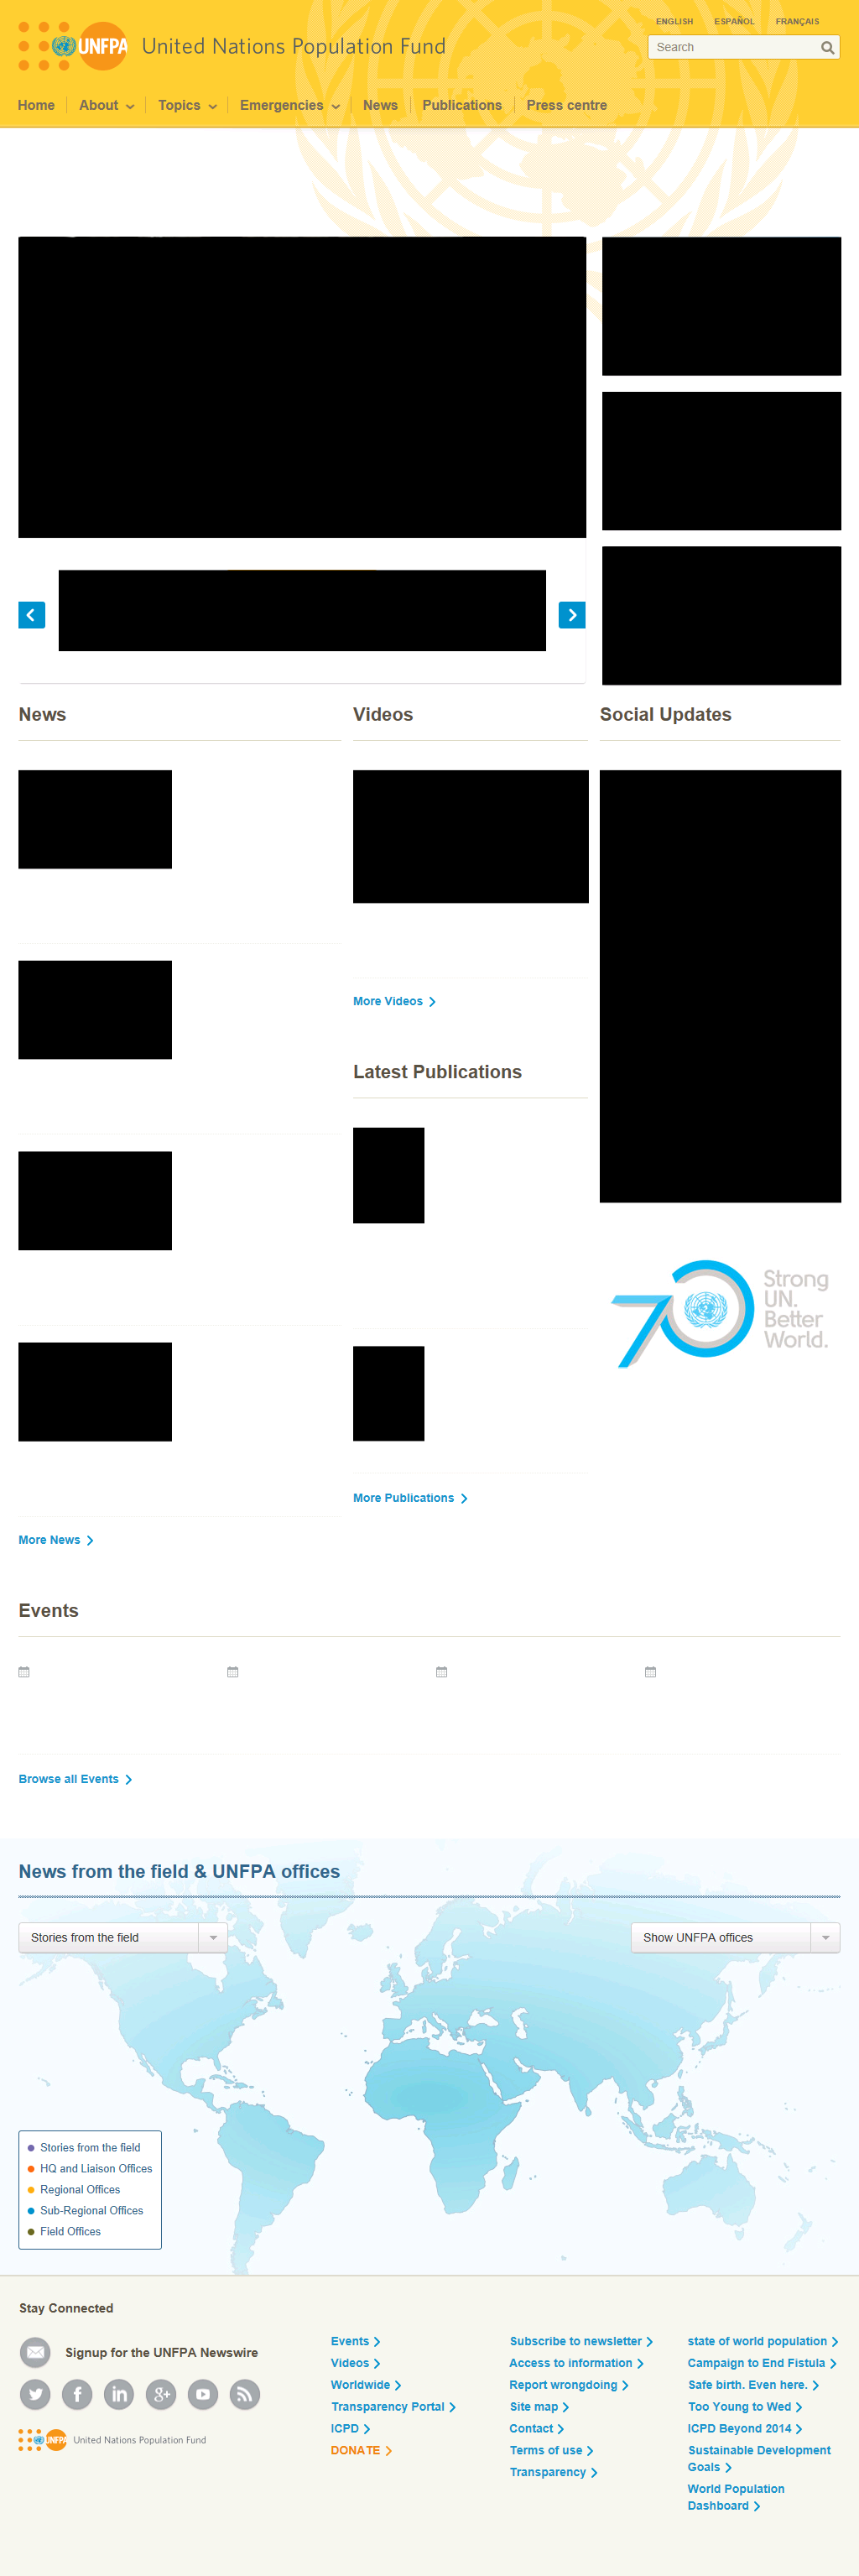 ENGLISH ESPAÑOL FRANÇAIS
UNFPA United Nations Population Fund
Search
Home About Topics Emergencies News Publications Press centre
News
Videos
Social Updates
More Videos
Latest Publications
Strong
UN.
Better
World.
70
More Publications
More News
Events
Browse all Events
News from the field & UNFPA offices
Stories from the field
Show UNFPA offices
Stories from the field
HQ and Liaison Offices
Regional Offices
Sub-Regional Offices
Field Offices
Stay Connected
Signup for the UNFPA Newswire
in
g+
UNFPA United Nations Population Fund
Events
Videos
Worldwide
Transparency Portal
ICPD
DONATE
Subscribe to newsletter
Access to information
Report wrongdoing
Site map
Contact
Terms of use
Transparency
state of world population
Campaign to End Fistula
Safe birth. Even here.
Too Young to Wed
ICPD Beyond 2014
Sustainable Development
Goals
World Population
Dashboard